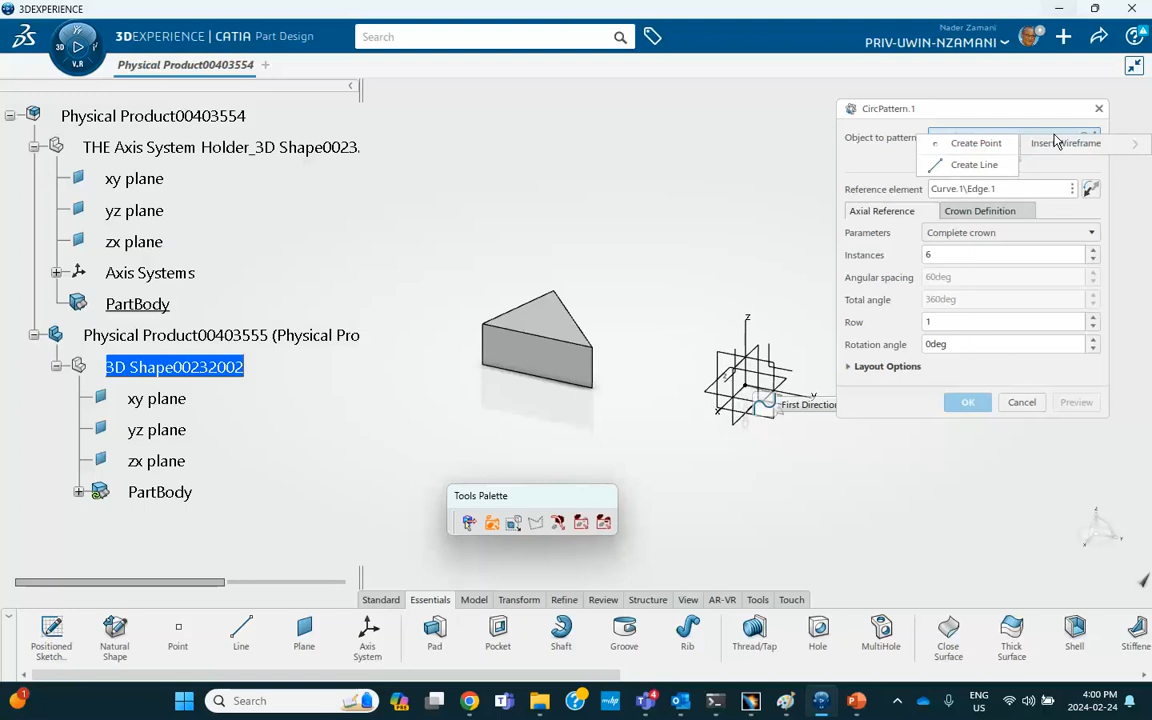 3DEXPERIENCE
3DEXPERIENCE | CATIA Part Design
Search
Nader Zamani
PRIV-UWIN-NZAMANI
3D
V.R
Physical Product00403554
Physical Product00403554
THE Axis System Holder_3D Shape0023.
xy plane
yz plane
zx plane
Axis Systems
PartBody
Physical Product00403555 (Physical Pro
3D Shape00232002
xy plane
yz plane
zx plane
PartBody
CircPattern.1
Object to pattern
Create Point
Insert Wireframe
Create Line
Reference element
Curve.1\Edge.1
Axial Reference
Crown Definition
Parameters
Complete crown
Instances
6
Angular spacing
60deg
Total angle
360deg
Row
1
Rotation angle
0deg
Layout Options
OK
Cancel
Preview
z
x
y
First Direction
Tools Palette
Standard
Essentials
Model
Transform
Refine
Review
Structure
View
AR-VR
Tools
Touch
Positioned Sketch...
Natural Shape
Point
Line
Plane
Axis System
Pad
Pocket
Shaft
Groove
Rib
Thread/Tap
Hole
MultiHole
Close Surface
Thick Surface
Shell
Stiffene
Search
ENG
US
4:00 PM
2024-02-24